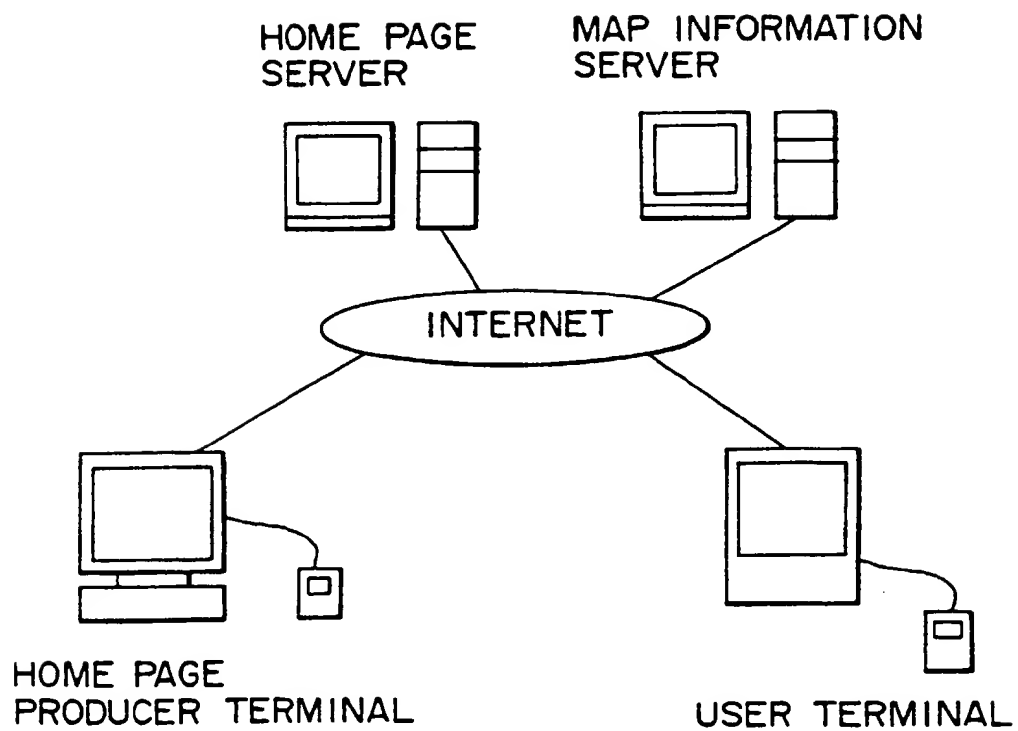 HOME PAGE
SERVER
MAP INFORMATION
SERVER
INTERNET
HOME PAGE
PRODUCER TERMINAL
USER TERMINAL